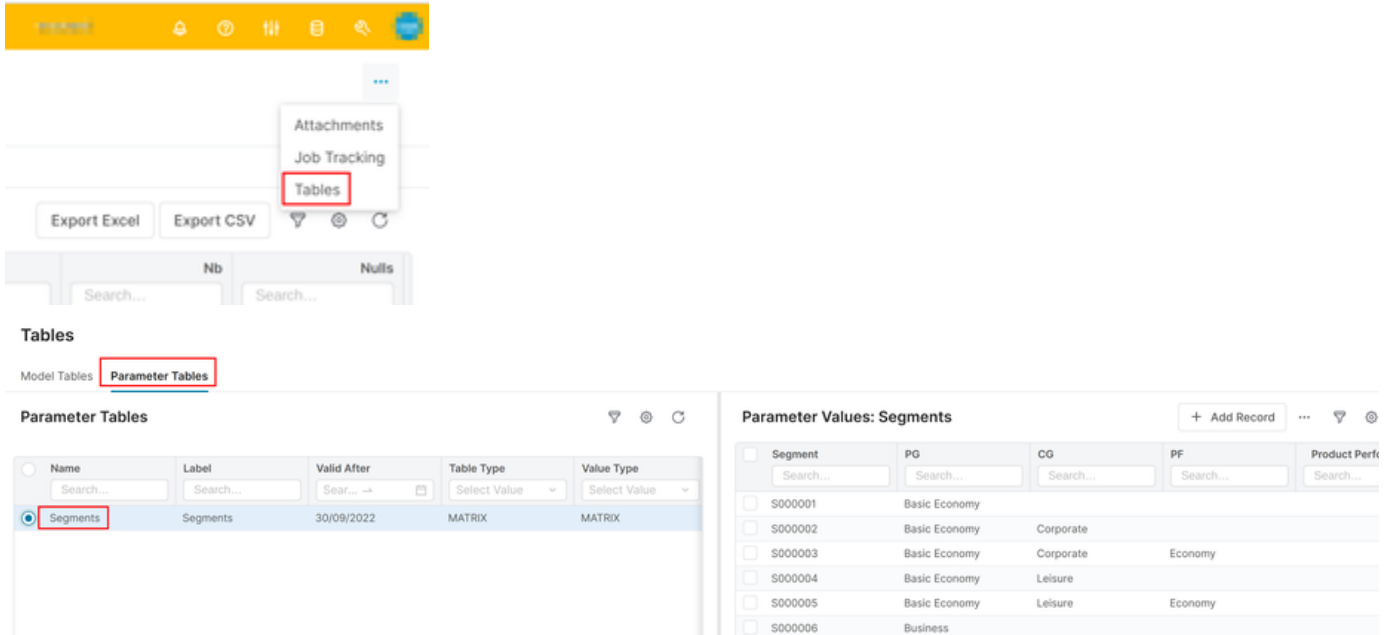 Attachments
Job Tracking
Tables
Export Excel Export CSV
Nb Nulls
Search... Search...
Tables
Model Tables Parameter Tables
Parameter Tables
Name Label Valid After Table Type Value Type
Search... Search... Sear... → Select Value Select Value
Segments Segments 30/09/2022 MATRIX MATRIX
Parameter Values: Segments + Add Record ...
Segment PG CG PF Product Perfo
Search... Search... Search... Search... Search...
S000001 Basic Economy
S000002 Basic Economy Corporate
S000003 Basic Economy Corporate Economy
S000004 Basic Economy Leisure
S000005 Basic Economy Leisure Economy
S000006 Business